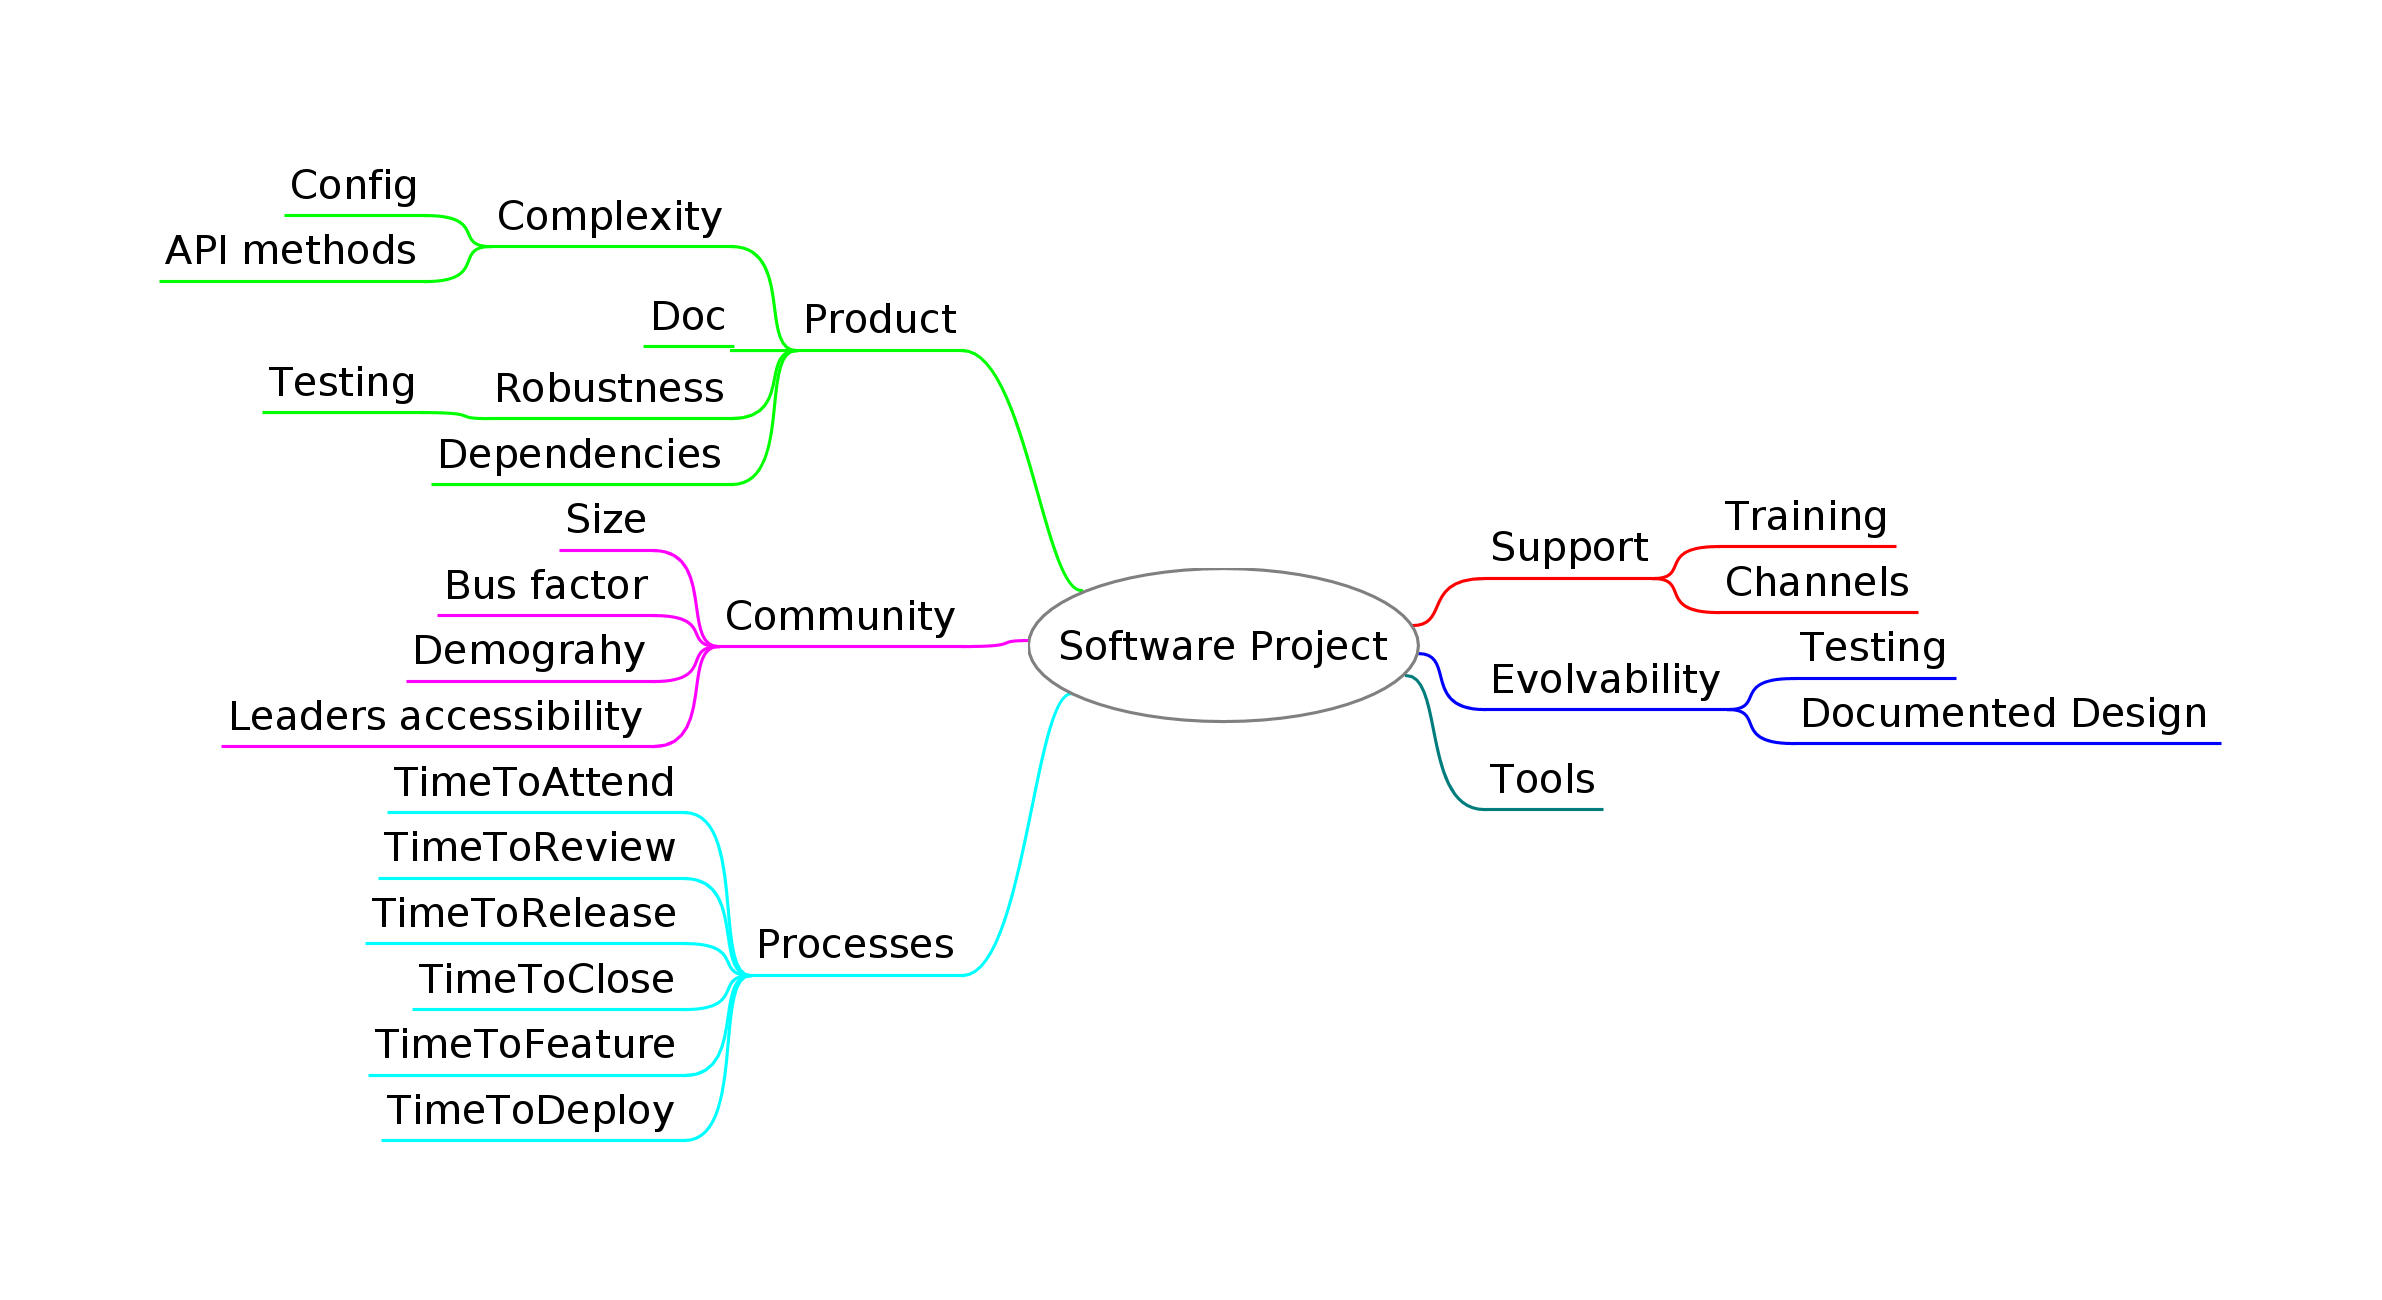 Config
API methods
Complexity
Doc
Product
Testing
Robustness
Dependencies
Size
Bus factor
Demograhy
Leaders accessibility
Community
TimeToAttend
TimeToReview
TimeToRelease
TimeToClose
TimeToFeature
TimeToDeploy
Processes
Software Project
Support
Training
Channels
Evolvability
Testing
Documented Design
Tools